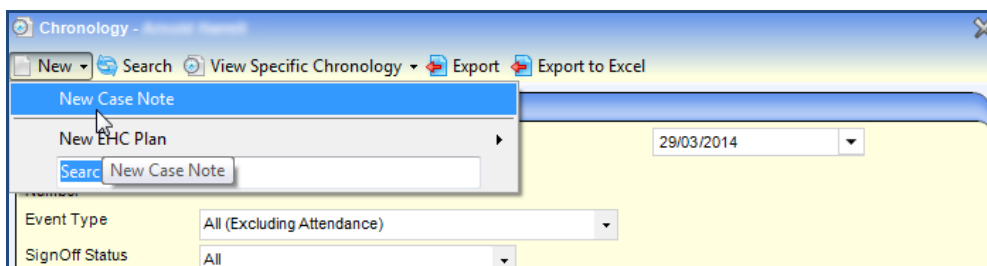 Chronology -
New Search View Specific Chronology Export Export to Excel
New Case Note
New EHC Plan
29/03/2014
Searc New Case Note
Event Type All (Excluding Attendance)
SignOff Status All